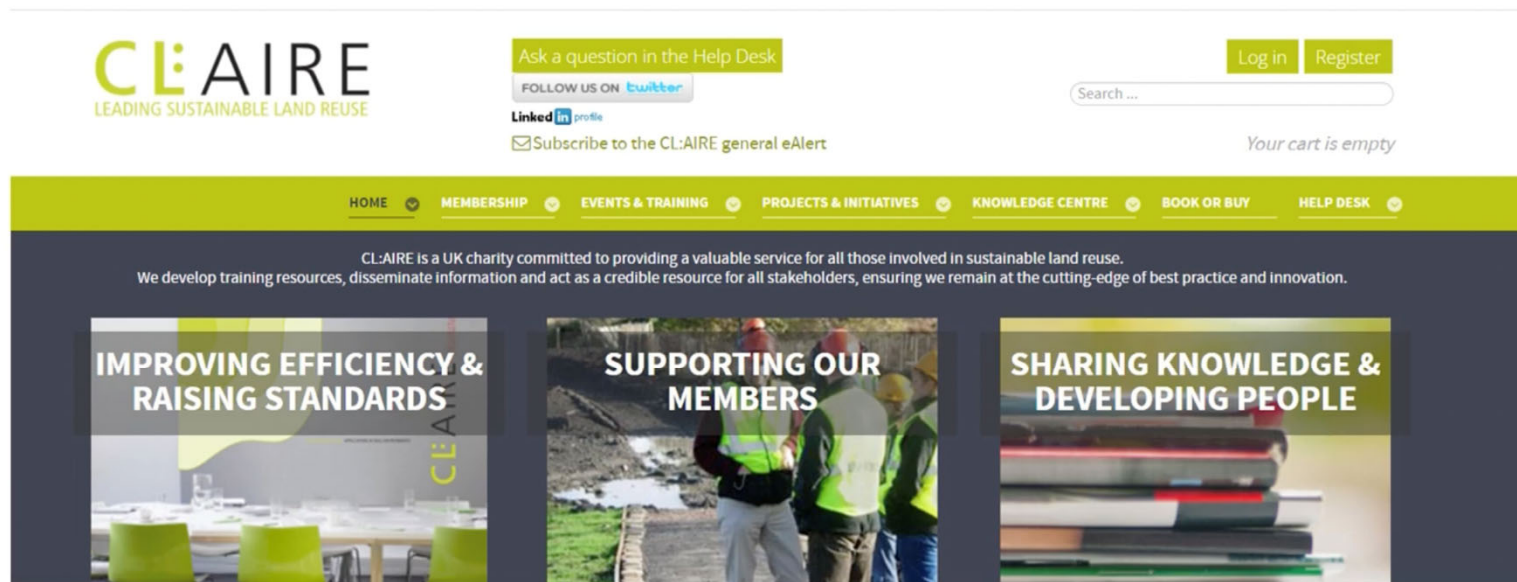 CL:AIRE
LEADING SUSTAINABLE LAND REUSE
Ask a question in the Help Desk
FOLLOW US ON twitter
Linked in profile
Subscribe to the CL:AIRE general eAlert
Log in
Register
Search ...
Your cart is empty
HOME
MEMBERSHIP
EVENTS & TRAINING
PROJECTS & INITIATIVES
KNOWLEDGE CENTRE
BOOK OR BUY
HELP DESK
CL:AIRE is a UK charity committed to providing a valuable service for all those involved in sustainable land reuse.
We develop training resources, disseminate information and act as a credible resource for all stakeholders, ensuring we remain at the cutting-edge of best practice and innovation.
IMPROVING EFFICIENCY &
RAISING STANDARDS
CL:AIRE
SUPPORTING OUR
MEMBERS
SHARING KNOWLEDGE &
DEVELOPING PEOPLE